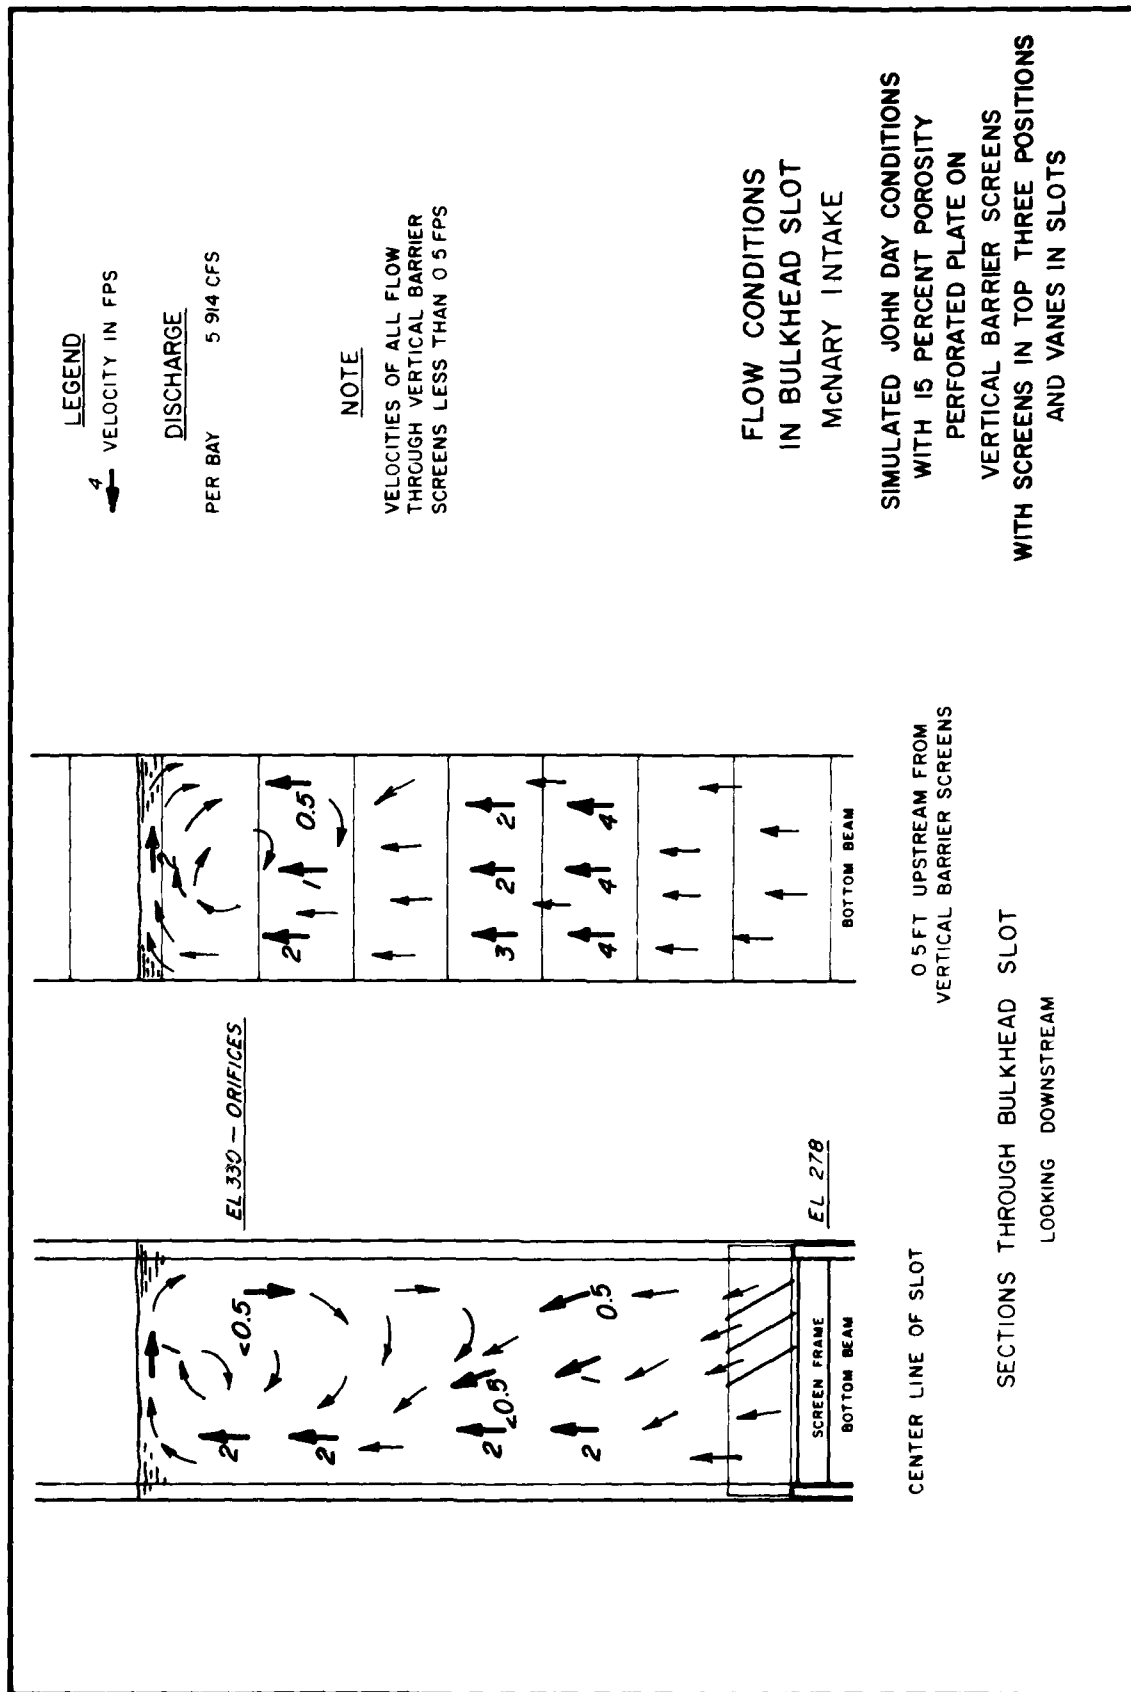 LEGEND
4
VELOCITY IN FPS
DISCHARGE
PER BAY 5 914 CFS
NOTE
VELOCITIES OF ALL FLOW
THROUGH VERTICAL BARRIER
SCREENS LESS THAN 0 5 FPS
EL 330 – ORIFICES
2
0.5
1
2
2
2
3
4
4
4
BOTTOM BEAM
0 5 FT UPSTREAM FROM
VERTICAL BARRIER SCREENS
1
<0.5
2
2
<0.5
2
0.5
1
2
EL 278
SCREEN FRAME
BOTTOM BEAM
CENTER LINE OF SLOT
SECTIONS THROUGH BULKHEAD SLOT
LOOKING DOWNSTREAM
FLOW CONDITIONS
IN BULKHEAD SLOT
McNARY INTAKE
SIMULATED JOHN DAY CONDITIONS
WITH 15 PERCENT POROSITY
PERFORATED PLATE ON
VERTICAL BARRIER SCREENS
WITH SCREENS IN TOP THREE POSITIONS
AND VANES IN SLOTS